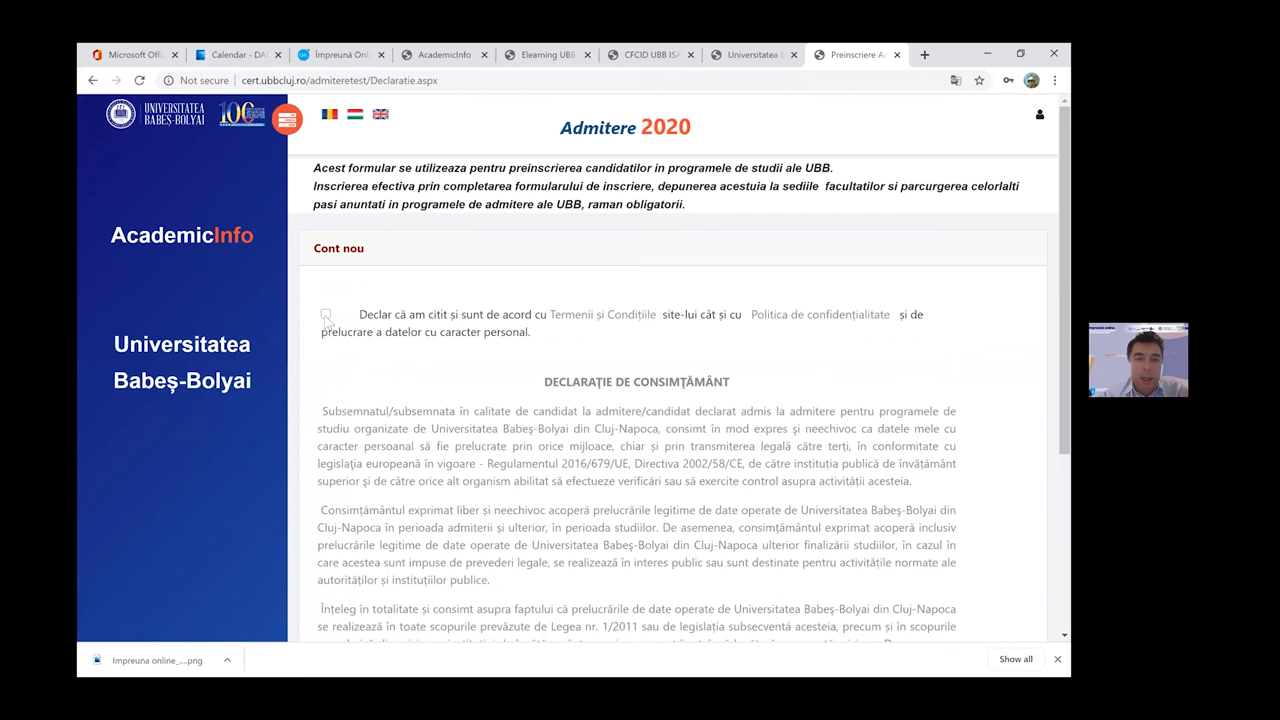 Microsoft Offi
Calendar - DAN
Împreună Onl
AcademicInfo
Elearning UBB
CFCID UBB ISA
Universitatea B
Preinscriere Ad
Not secure
cert.ubbcluj.ro/admiteretest/Declaratie.aspx
UNIVERSITATEA
BABEȘ-BOLYAI
100
Admitere 2020
Acest formular se utilizeaza pentru preinscrierea candidatilor in programele de studii ale UBB.
Inscrierea efectiva prin completarea formularului de inscriere, depunerea acestuia la sediile facultatilor si parcurgerea celorlalti
pasi anuntati in programele de admitere ale UBB, raman obligatorii.
AcademicInfo
Universitatea
Babeș-Bolyai
Cont nou
Declar că am citit și sunt de acord cu Termenii și Condițiile site-lui cât și cu Politica de confidențialitate și de
prelucrare a datelor cu caracter personal.
DECLARAȚIE DE CONSIMȚĂMÂNT
Subsemnatul/subsemnata în calitate de candidat la admitere/candidat declarat admis la admitere pentru programele de
studiu organizate de Universitatea Babeș-Bolyai din Cluj-Napoca, consimt în mod expres şi neechivoc ca datele mele cu
caracter persoanal să fie prelucrate prin orice mijloace, chiar și prin transmiterea legală către terți, în conformitate cu
legislaţia europeană în vigoare - Regulamentul 2016/679/UE, Directiva 2002/58/CE, de către instituția publică de învățământ
superior şi de către orice alt organism abilitat să efectueze verificări sau să exercite control asupra activității acesteia.
Consimțământul exprimat liber și neechivoc acoperă prelucrările legitime de date operate de Universitatea Babeș-Bolyai din
Cluj-Napoca în perioada admiterii și ulterior, în perioada studiilor. De asemenea, consimțământul exprimat acoperă inclusiv
prelucrările legitime de date operate de Universitatea Babeș-Bolyai din Cluj-Napoca ulterior finalizării studiilor, în cazul în
care acestea sunt impuse de prevederi legale, se realizează în interes public sau sunt destinate pentru activitățile normate ale
autorităților și instituțiilor publice.
Înțeleg în totalitate și consimt asupra faptului că prelucrările de date operate de Universitatea Babeș-Bolyai din Cluj-Napoca
se realizează în toate scopurile prevăzute de Legea nr. 1/2011 sau de legislația subsecventă acesteia, precum și în scopurile
Impreuna online_....png
Show all